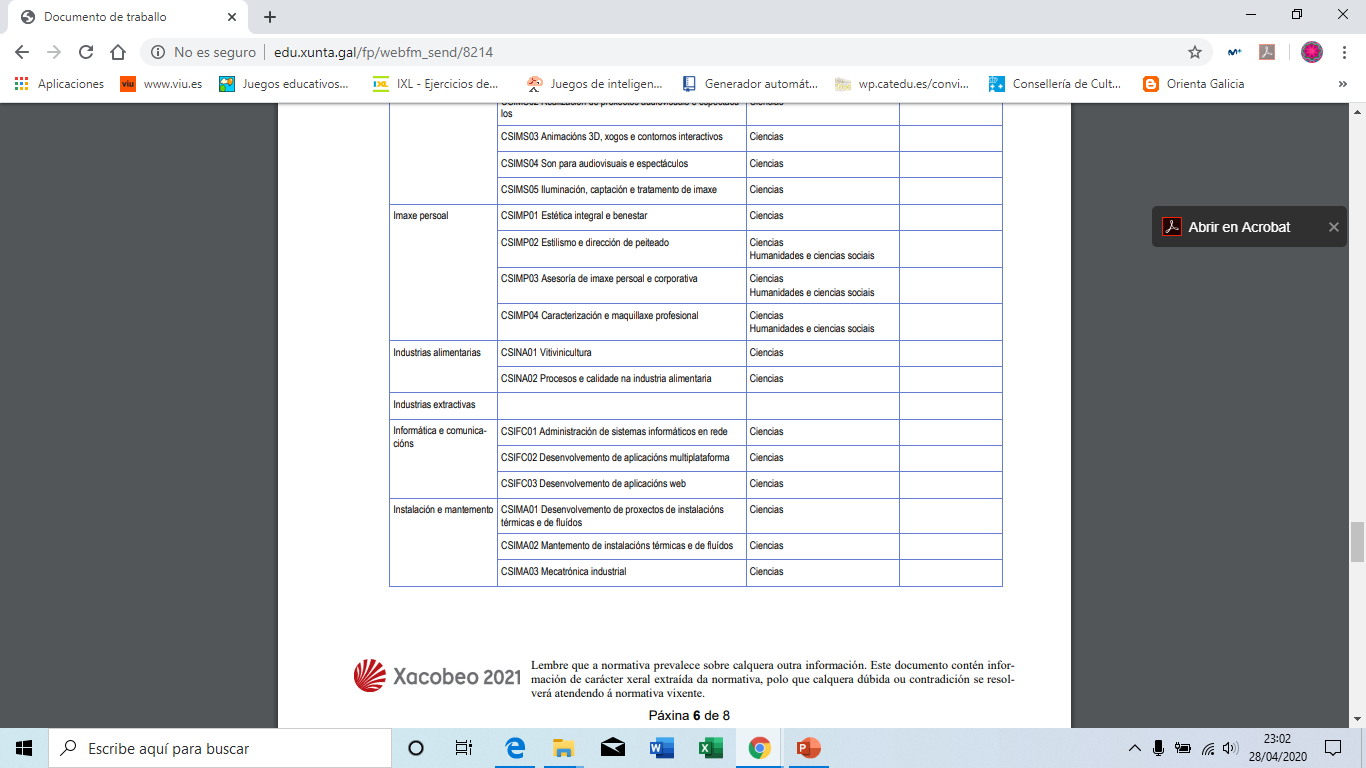 Documento de traballo
No es seguro | edu.xunta.gal/fp/webfm_send/8214
Aplicaciones www.viu.es Juegos educativos... IXL - Ejercicios de... Juegos de inteligen... Generador automát... wp.catedu.es/convi... Consellería de Cult... Orienta Galicia »
los
CSIMS03 Animacións 3D, xogos e contornos interactivos Ciencias
CSIMS04 Son para audiovisuais e espectáculos Ciencias
CSIMS05 Iluminación, captación e tratamento de imaxe Ciencias
Imaxe persoal CSIMP01 Estética integral e benestar Ciencias
Abrir en Acrobat
CSIMP02 Estilismo e dirección de peiteado Ciencias
Humanidades e ciencias sociais
CSIMP03 Asesoría de imaxe persoal e corporativa Ciencias
Humanidades e ciencias sociais
CSIMP04 Caracterización e maquillaxe profesional Ciencias
Humanidades e ciencias sociais
Industrias alimentarias CSINA01 Vitivinicultura Ciencias
CSINA02 Procesos e calidade na industria alimentaria Ciencias
Industrias extractivas
Informática e comunica- CSIFC01 Administración de sistemas informáticos en rede Ciencias
cións
CSIFC02 Desenvolvemento de aplicacións multiplataforma Ciencias
CSIFC03 Desenvolvemento de aplicacións web Ciencias
Instalación e mantemento CSIMA01 Desenvolvemento de proxectos de instalacións Ciencias
térmicas e de fluídos
CSIMA02 Mantemento de instalacións térmicas e de fluídos Ciencias
CSIMA03 Mecatrónica industrial Ciencias
Xacobeo 2021
Lembre que a normativa prevalece sobre calquera outra información. Este documento contén infor-
mación de carácter xeral extraída da normativa, polo que calquera dúbida ou contradición se resol-
verá atendendo á normativa vixente.
Páxina 6 de 8
Escribe aquí para buscar
23:02
28/04/2020